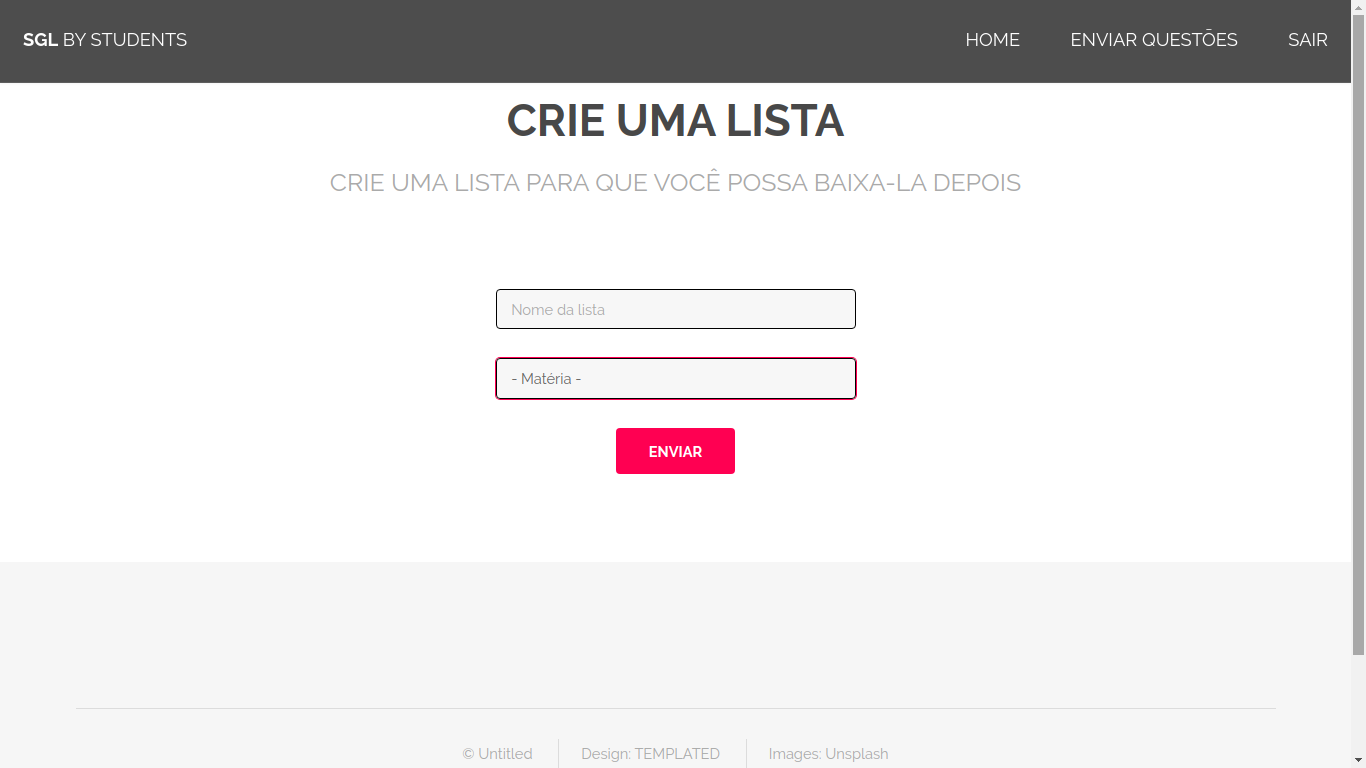 SGL BY STUDENTS HOME ENVIAR QUESTÕES SAIR
CRIE UMA LISTA
CRIE UMA LISTA PARA QUE VOCÊ POSSA BAIXA-LA DEPOIS
Nome da lista
- Matéria -
ENVIAR
© Untitled Design: TEMPLATED Images: Unsplash